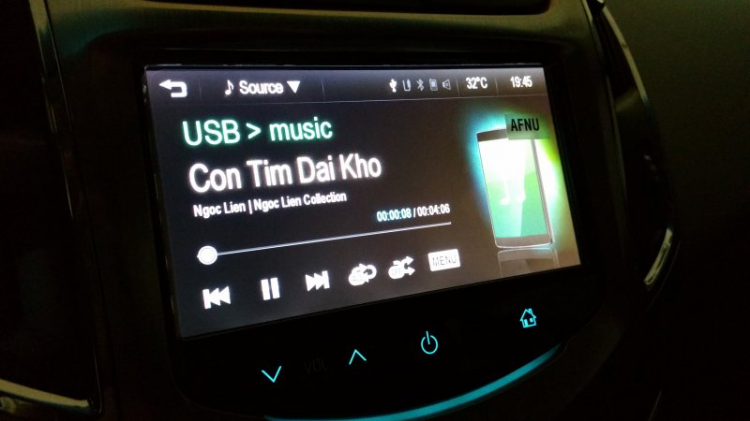 Source 32°C 19:45
AFNU
USB > music
Con Tim Dai Kho
Ngoc Lien | Ngoc Lien Collection
00:00:08 / 00:04:06
MENU